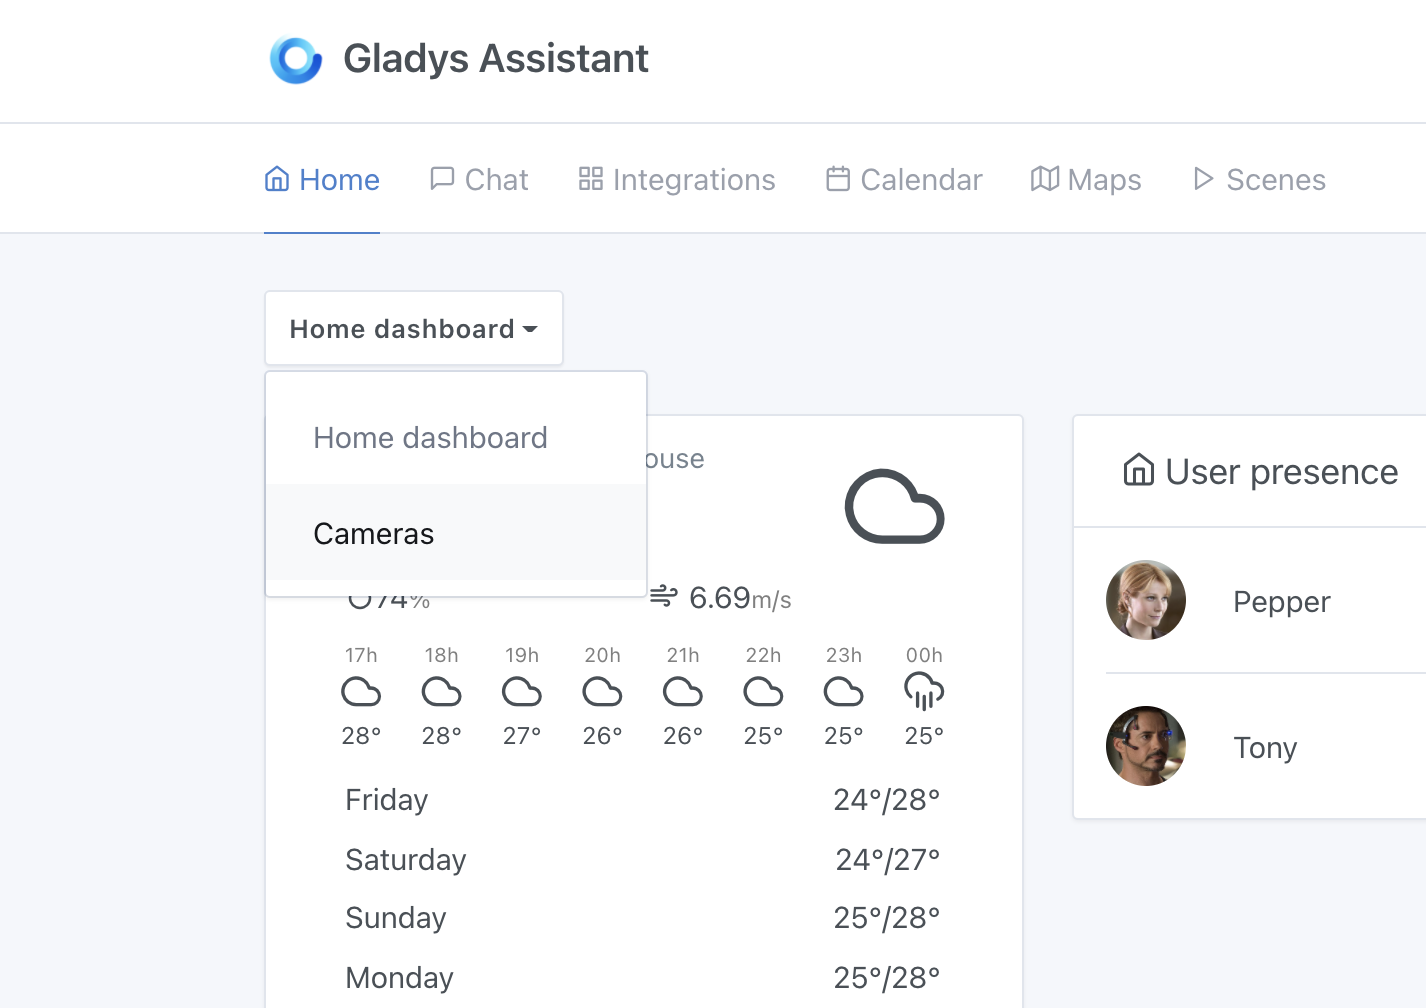 Gladys Assistant
Home Chat Integrations Calendar Maps Scenes
Home dashboard
Home dashboard
Cameras
ouse
74%
6.69m/s
17h 18h 19h 20h 21h 22h 23h 00h
28° 28° 27° 26° 26° 25° 25° 25°
Friday 24°/28°
Saturday 24°/27°
Sunday 25°/28°
Monday 25°/28°
User presence
Pepper
Tony